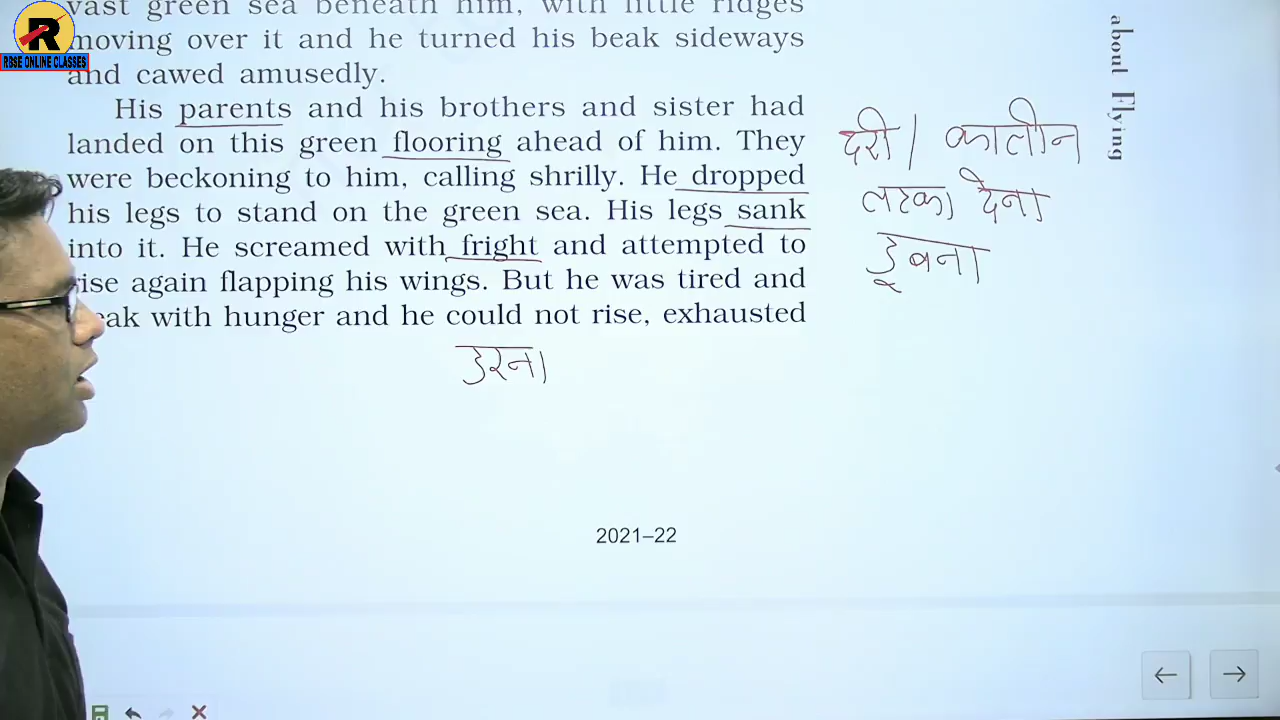 vast green sea beneath him, with little ridges
moving over it and he turned his beak sideways
and cawed amusedly.
His parents and his brothers and sister had
landed on this green flooring ahead of him. They
were beckoning to him, calling shrilly. He dropped
his legs to stand on the green sea. His legs sank
into it. He screamed with fright and attempted to
rise again flapping his wings. But he was tired and
eak with hunger and he could not rise, exhausted
दरी / कालीन
लटका देना
डूबना
डरना
about Flying
2021–22
R
RBSE ONLINE CLASSES